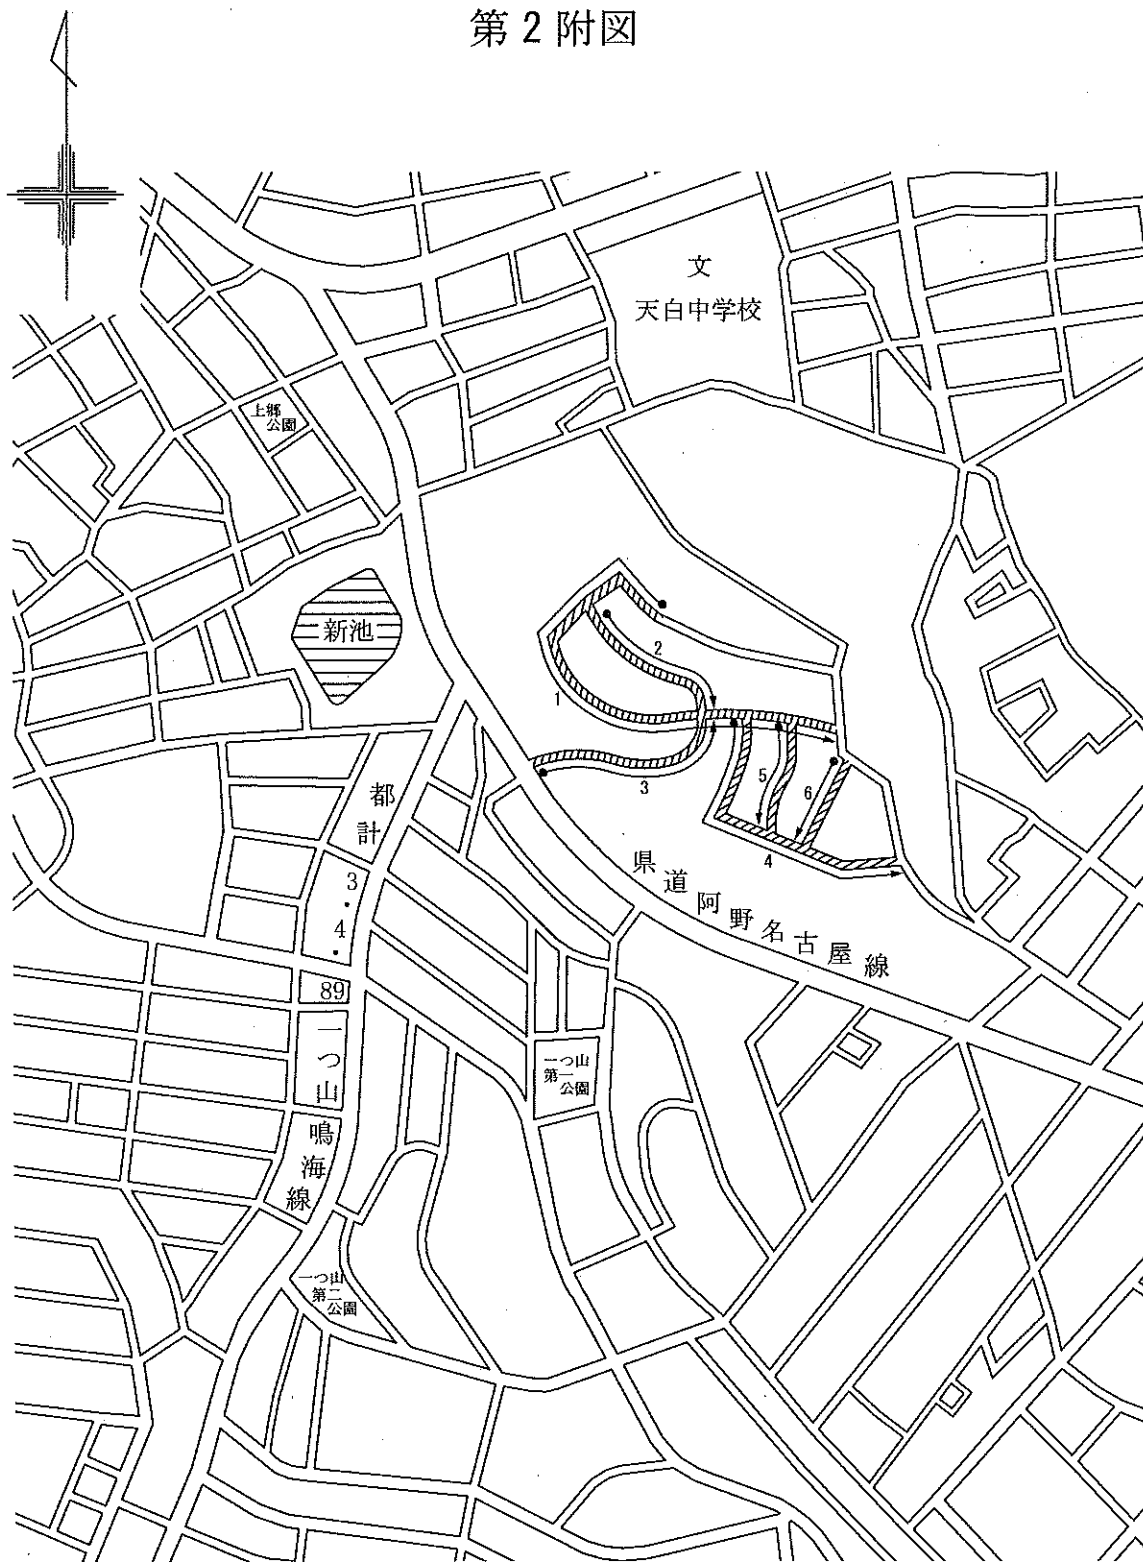 第2附図
文
天白中学校
上郷
公園
新池
1
2
3
4
5
6
都計
3・4・89
一つ山鳴海線
県道阿野名古屋線
一つ山
第一
公園
一つ山
第二
公園